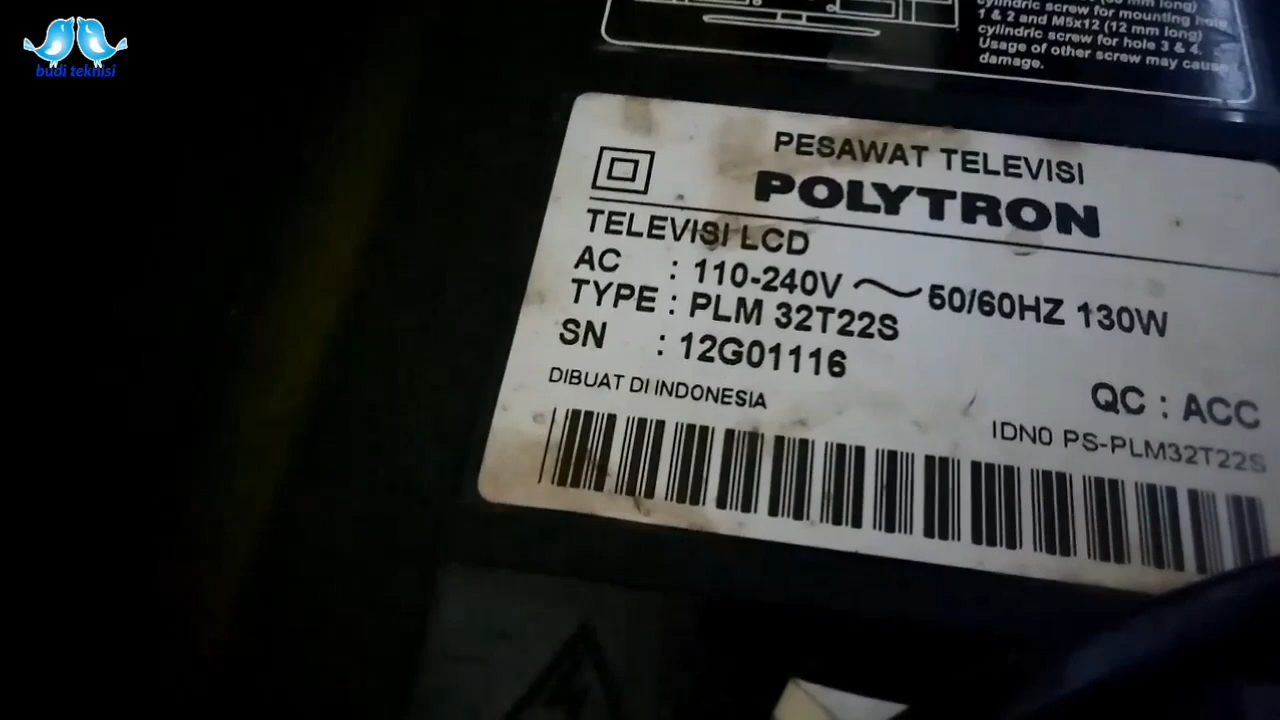 budi teknisi
mm long)
cylindric screw for mounting hole
1 & 2 and M5x12 (12 mm long)
cylindric screw for hole 3 & 4.
Usage of other screw may cause
damage.
PESAWAT TELEVISI
POLYTRON
TELEVISI LCD
AC : 110-240V ~ 50/60HZ 130W
TYPE : PLM 32T22S
SN : 12G01116
DIBUAT DI INDONESIA
QC : ACC
IDN0 PS-PLM32T22S